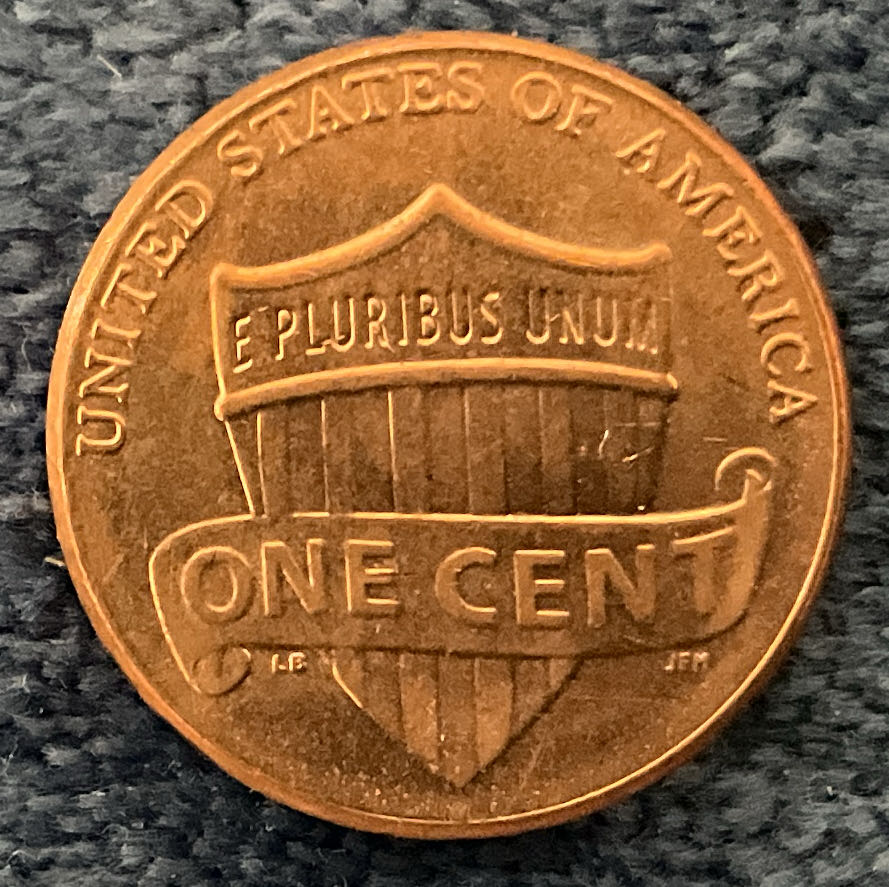 UNITED STATES OF AMERICA
E PLURIBUS UNUM
ONE CENT
LB JFM